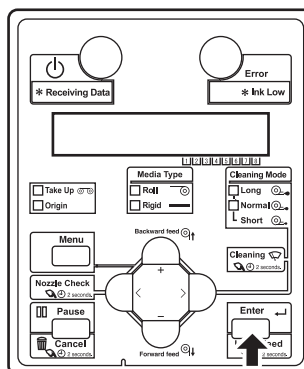 Error
* Receiving Data
* Ink Low
1 2 3 4 5 6 7 8
Media Type
Roll
Rigid
Cleaning Mode
Long
Normal
Short
Take Up
Origin
Menu
Backward feed
+
< >
−
Forward feed
Cleaning
2 seconds.
Nozzle Check
2 seconds.
Pause
Cancel
2 seconds.
Enter
2 seconds.